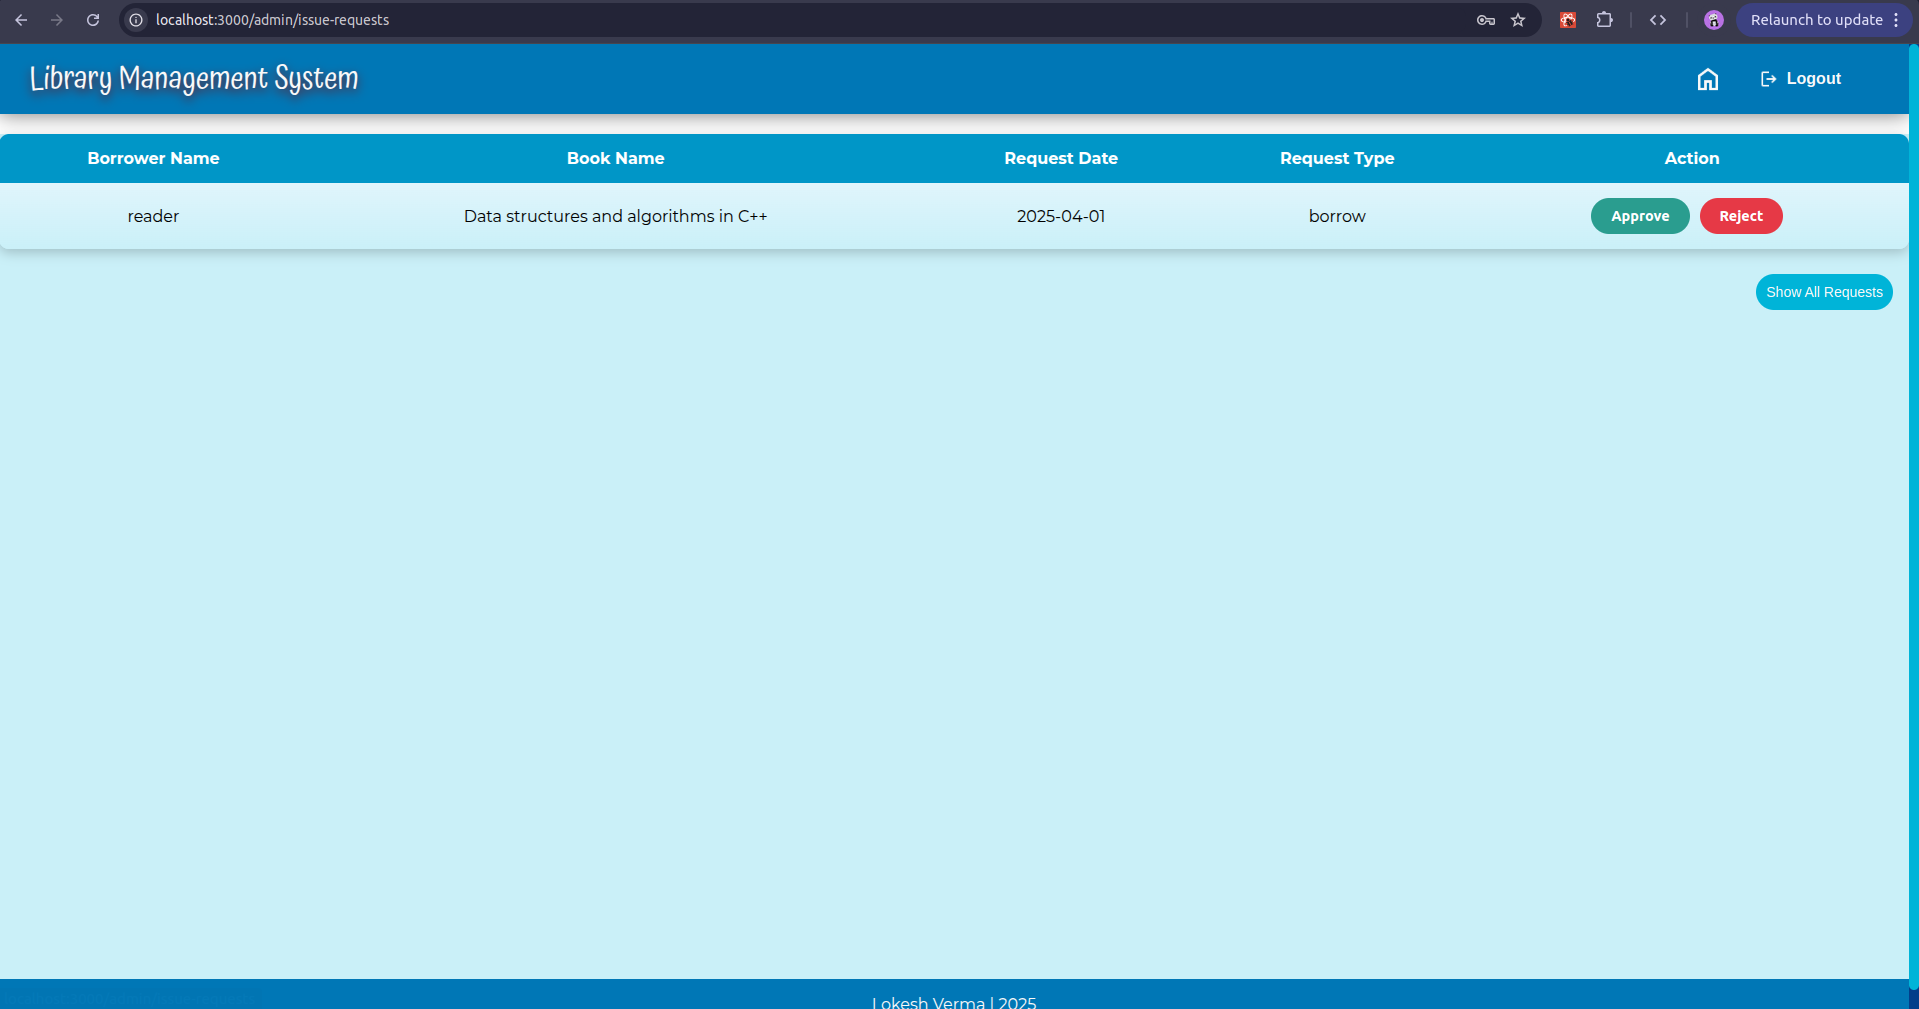 localhost:3000/admin/issue-requests
Relaunch to update
Library Management System
Logout
Borrower Name Book Name Request Date Request Type Action
reader Data structures and algorithms in C++ 2025-04-01 borrow Approve Reject
Show All Requests
Lokesh Verma | 2025